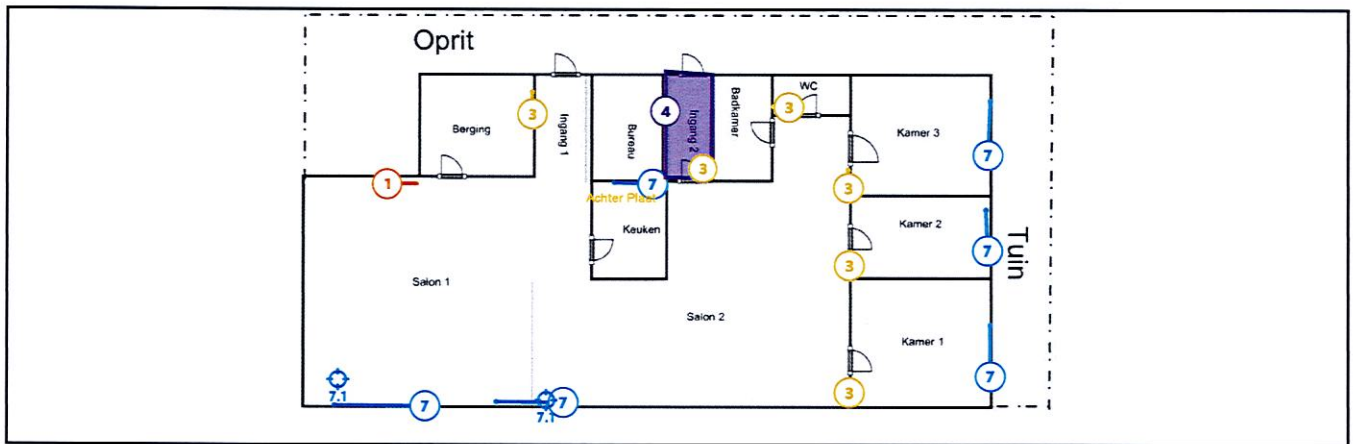 Oprit
WC
3
4
3
Badkamer
Berging
Ingang 1
Bureau
Ingang 2
Kamer 3
7
3
1
7
3
Achter Plaat
Kamer 2
Keuken
7
Tuin
3
Salon 1
Salon 2
Kamer 1
7
7.1
3
7
7
7.1